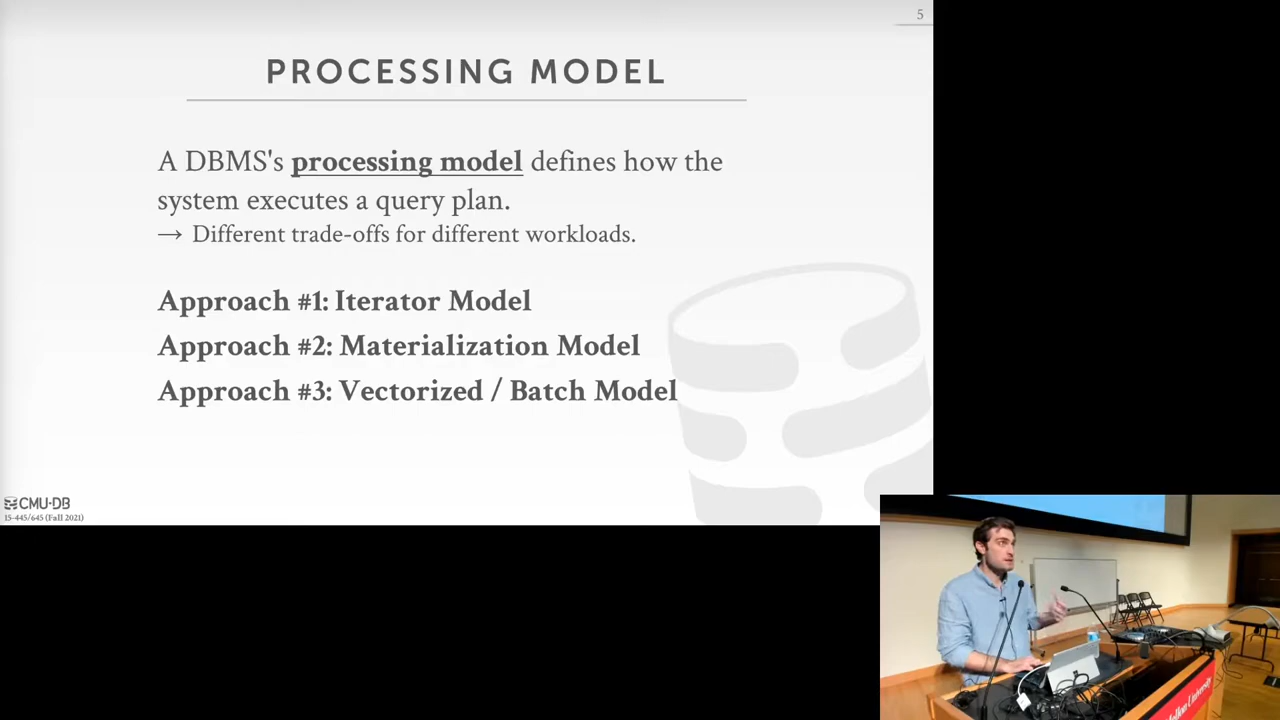 5
PROCESSING MODEL
A DBMS's processing model defines how the
system executes a query plan.
→ Different trade-offs for different workloads.
Approach #1: Iterator Model
Approach #2: Materialization Model
Approach #3: Vectorized / Batch Model
CMU·DB
15-445/645 (Fall 2021)
Mellon University